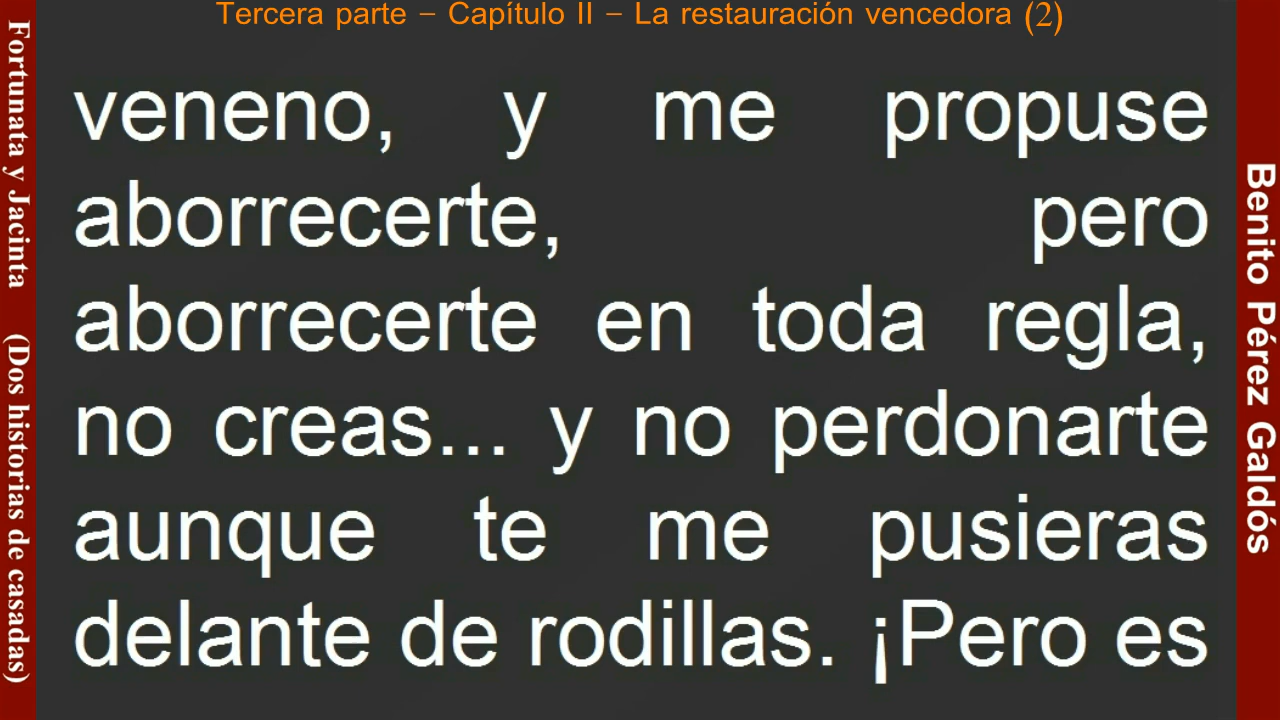 Tercera parte – Capítulo II – La restauración vencedora (2)
Fortunata y Jacinta (Dos historias de casadas)
veneno, y me propuse
aborrecerte, pero
aborrecerte en toda regla,
no creas... y no perdonarte
aunque te me pusieras
delante de rodillas. ¡Pero es
Benito Pérez Galdós